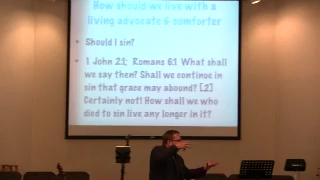 How should we live with a
living advocate & comforter
• Should I sin?
• 1 John 2:1; Romans 6:1 What shall
we say then? Shall we continue in
sin that grace may abound? [2]
Certainly not! How shall we who
died to sin live any longer in it?